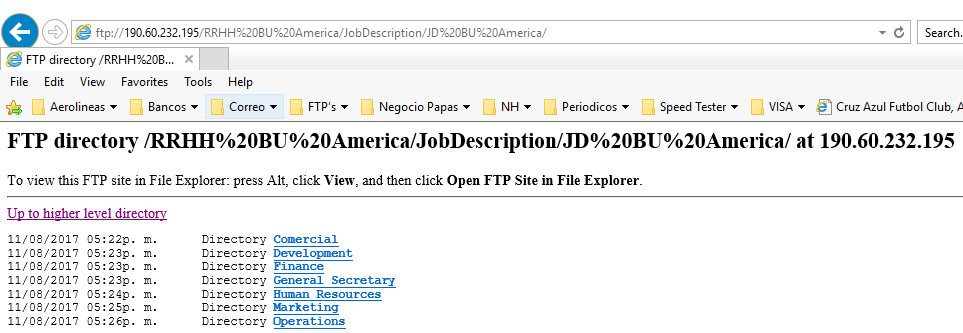 ftp://190.60.232.195/RRHH%20BU%20America/JobDescription/JD%20BU%20America/ Search.
FTP directory /RRHH%20B...
File Edit View Favorites Tools Help
Aerolineas Bancos Correo FTP's Negocio Papas NH Periodicos Speed Tester VISA Cruz Azul Futbol Club, A
FTP directory /RRHH%20BU%20America/JobDescription/JD%20BU%20America/ at 190.60.232.195
To view this FTP site in File Explorer: press Alt, click View, and then click Open FTP Site in File Explorer.
Up to higher level directory
11/08/2017 05:22p. m. Directory Comercial
11/08/2017 05:23p. m. Directory Development
11/08/2017 05:23p. m. Directory Finance
11/08/2017 05:23p. m. Directory General Secretary
11/08/2017 05:24p. m. Directory Human Resources
11/08/2017 05:25p. m. Directory Marketing
11/08/2017 05:26p. m. Directory Operations